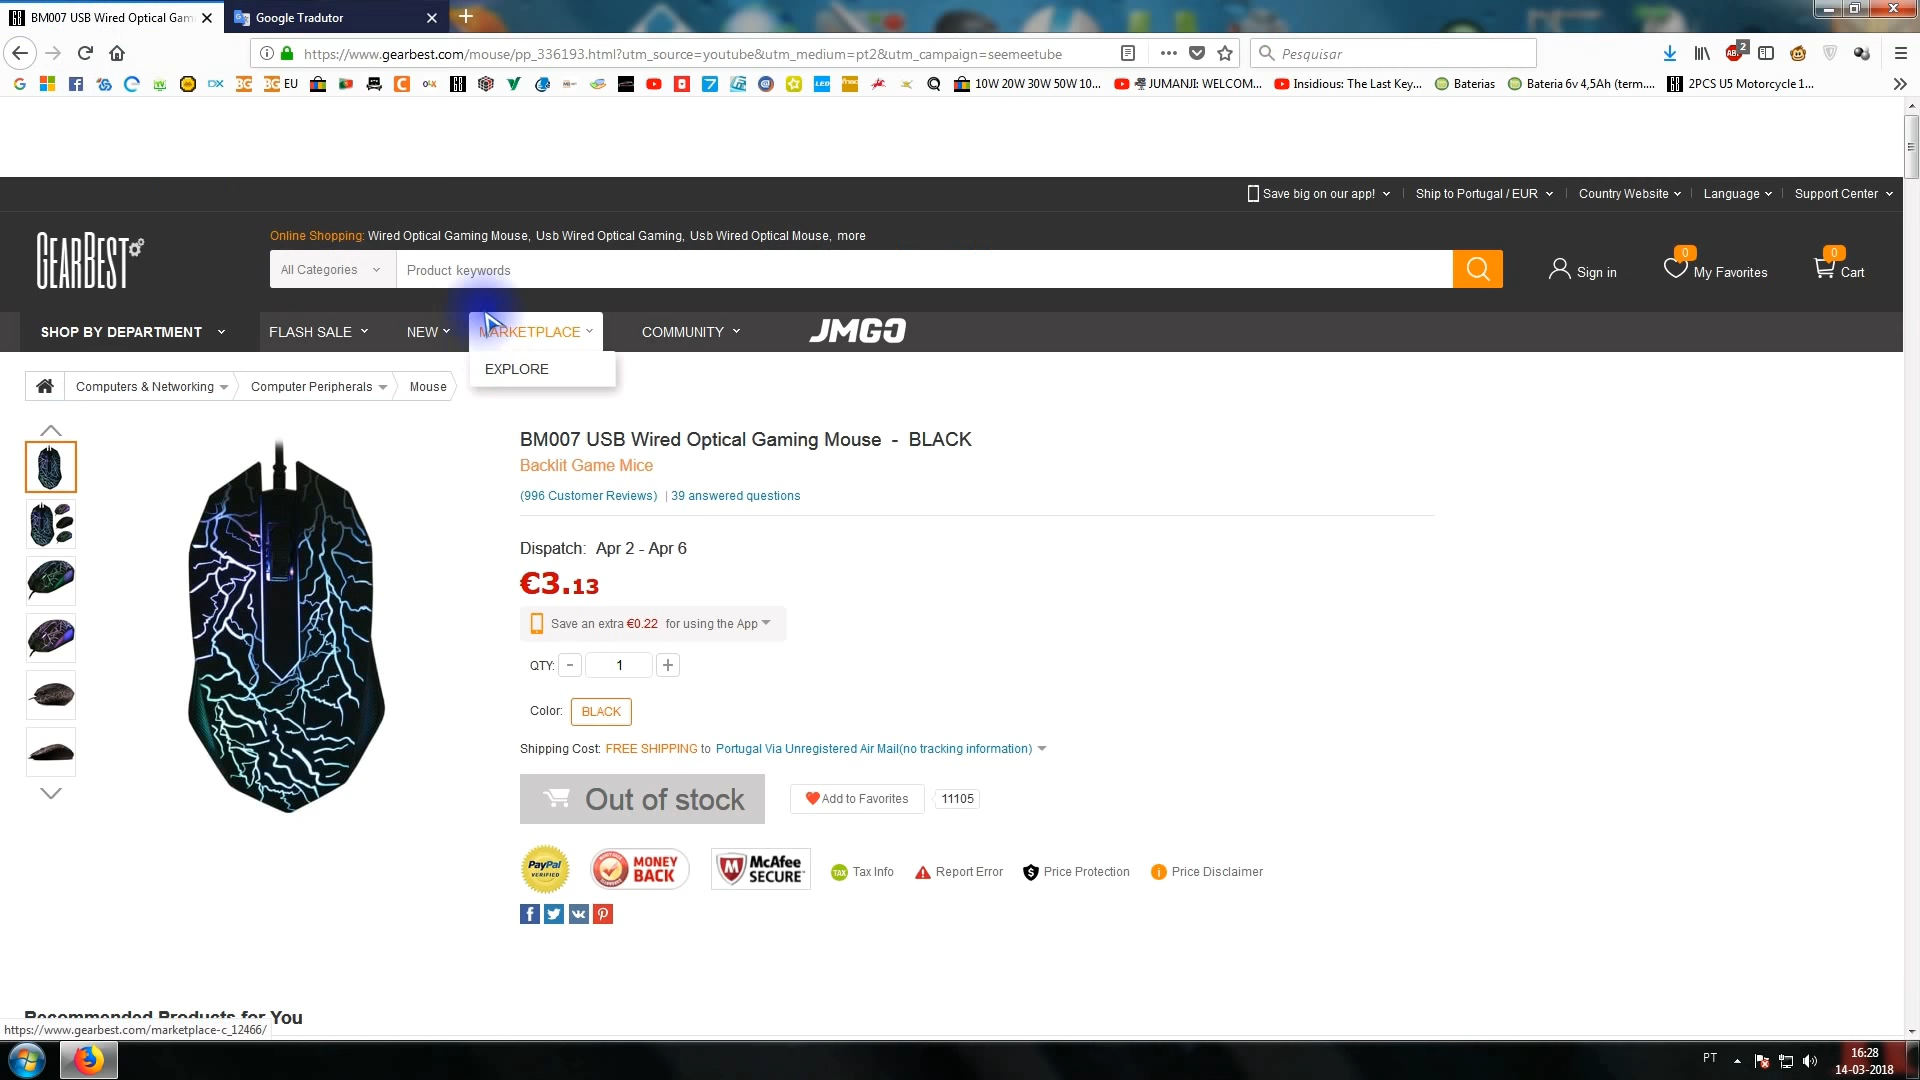 BM007 USB Wired Optical Gam
Google Tradutor
https://www.gearbest.com/mouse/pp_336193.html?utm_source=youtube&utm_medium=pt2&utm_campaign=seemeetube
Pesquisar
2
EU
10W 20W 30W 50W 10...
JUMANJI: WELCOM...
Insidious: The Last Key...
Baterias
Bateria 6v 4,5Ah (term....
2PCS U5 Motorcycle 1...
Save big on our app!
Ship to Portugal / EUR
Country Website
Language
Support Center
GEARBEST
Online Shopping: Wired Optical Gaming Mouse, Usb Wired Optical Gaming, Usb Wired Optical Mouse, more
All Categories
Product keywords
Sign in
0
My Favorites
0
Cart
SHOP BY DEPARTMENT
FLASH SALE
NEW
MARKETPLACE
COMMUNITY
JMGO
EXPLORE
Computers & Networking
Computer Peripherals
Mouse
BM007 USB Wired Optical Gaming Mouse - BLACK
Backlit Game Mice
(996 Customer Reviews) | 39 answered questions
Dispatch: Apr 2 - Apr 6
€3.13
Save an extra €0.22 for using the App
QTY: - 1 +
Color: BLACK
Shipping Cost: FREE SHIPPING to Portugal Via Unregistered Air Mail(no tracking information)
Out of stock
Add to Favorites
11105
PayPal
VERIFIED
MONEY
BACK
McAfee
SECURE
TAX
Tax Info
Report Error
Price Protection
Price Disclaimer
Recommended Products for You
https://www.gearbest.com/marketplace-c_12466/
PT
16:28
14-03-2018